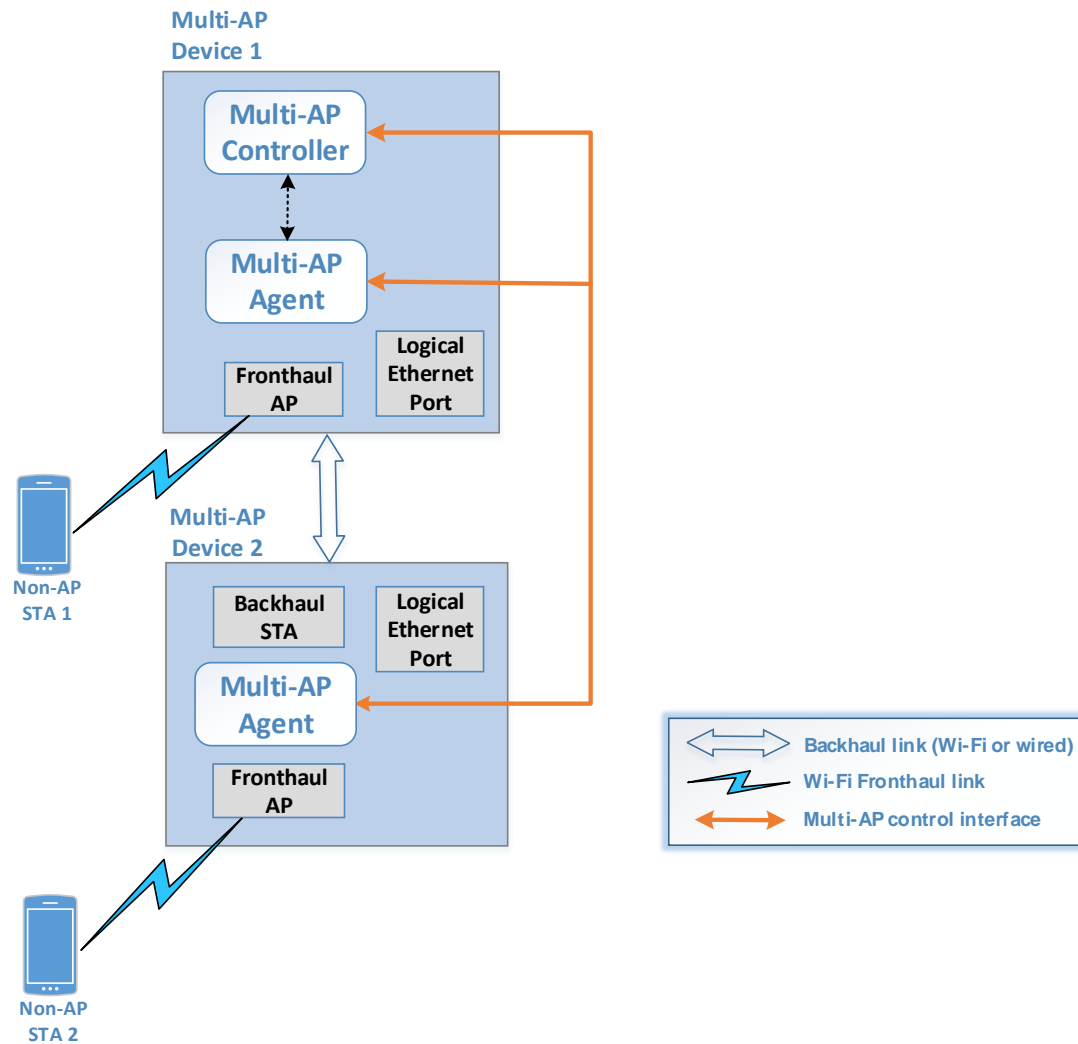 Multi-AP
Device 1
Multi-AP
Controller
Multi-AP
Agent
Logical
Ethernet
Port
Fronthaul
AP
Non-AP
STA 1
Multi-AP
Device 2
Backhaul
STA
Logical
Ethernet
Port
Multi-AP
Agent
Fronthaul
AP
Non-AP
STA 2
Backhaul link (Wi-Fi or wired)
Wi-Fi Fronthaul link
Multi-AP control interface